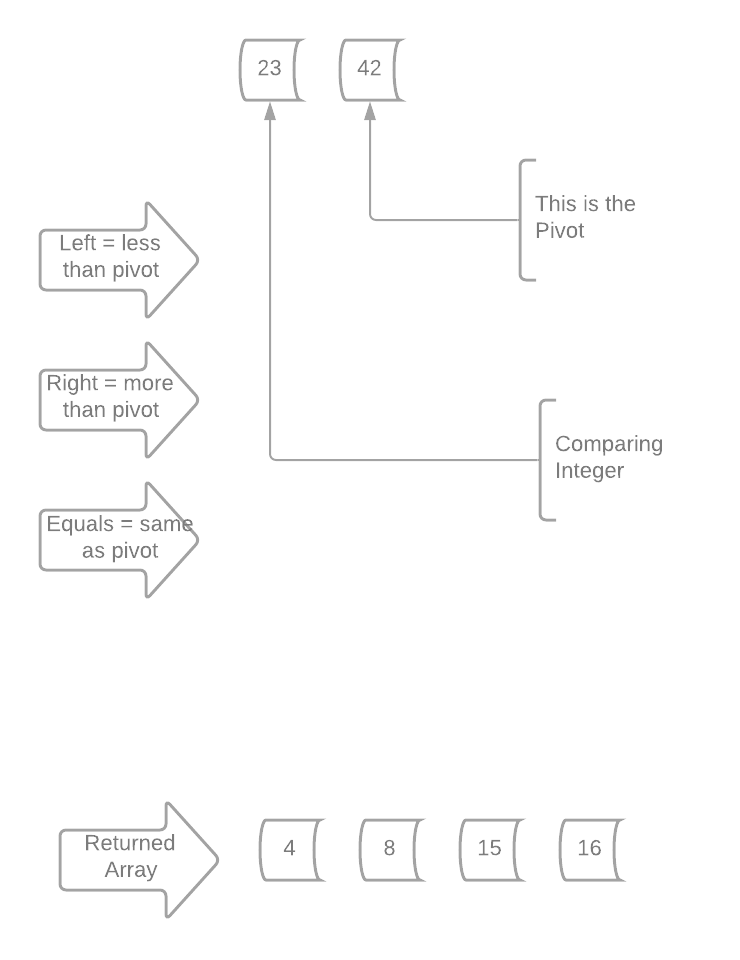 23
42
This is the
Pivot
Left = less
than pivot
Right = more
than pivot
Comparing
Integer
Equals = same
as pivot
Returned
Array
4
8
15
16